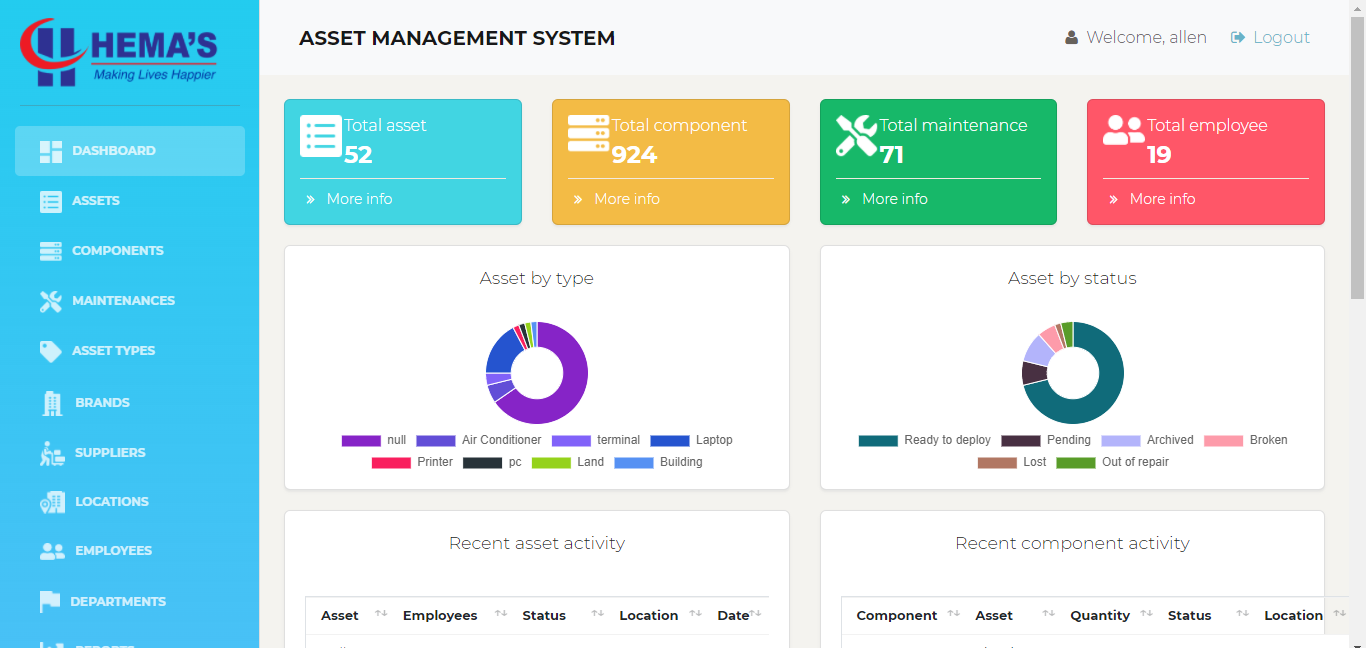 HEMA'S
Making Lives Happier
DASHBOARD
ASSETS
COMPONENTS
MAINTENANCES
ASSET TYPES
BRANDS
SUPPLIERS
LOCATIONS
EMPLOYEES
DEPARTMENTS
REPORTS
ASSET MANAGEMENT SYSTEM
Welcome, allen
Logout
Total asset
52
More info
Total component
924
More info
Total maintenance
71
More info
Total employee
19
More info
Asset by type
null Air Conditioner terminal Laptop
Printer pc Land Building
Asset by status
Ready to deploy Pending Archived Broken
Lost Out of repair
Recent asset activity
Asset Employees Status Location Date
Recent component activity
Component Asset Quantity Status Location